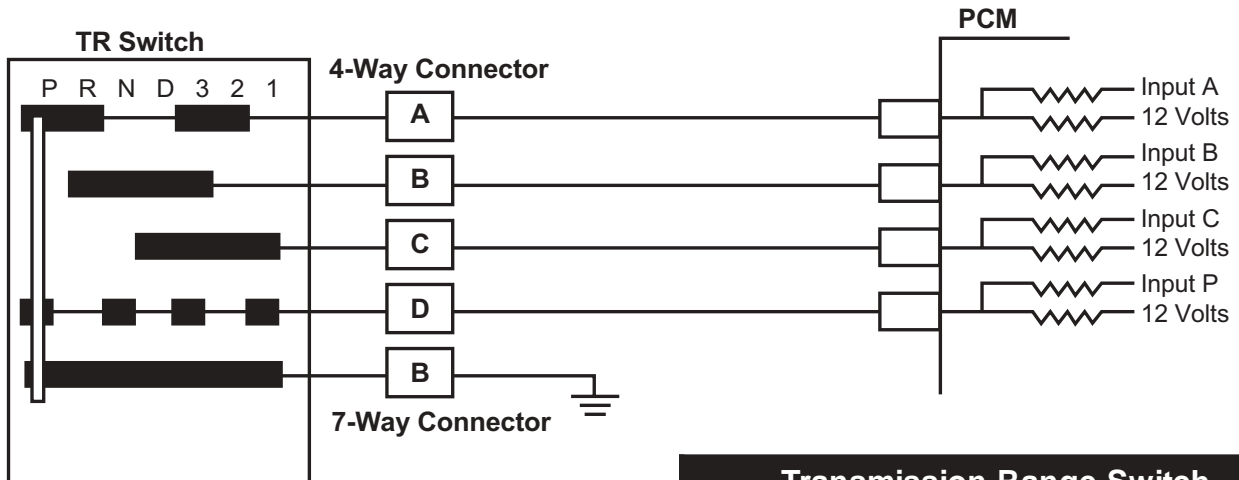 PCM
TR Switch
4-Way Connector
P R N D 3 2 1
A
Input A
12 Volts
B
Input B
12 Volts
C
Input C
12 Volts
D
Input P
12 Volts
B
7-Way Connector
Transmission Range Switch